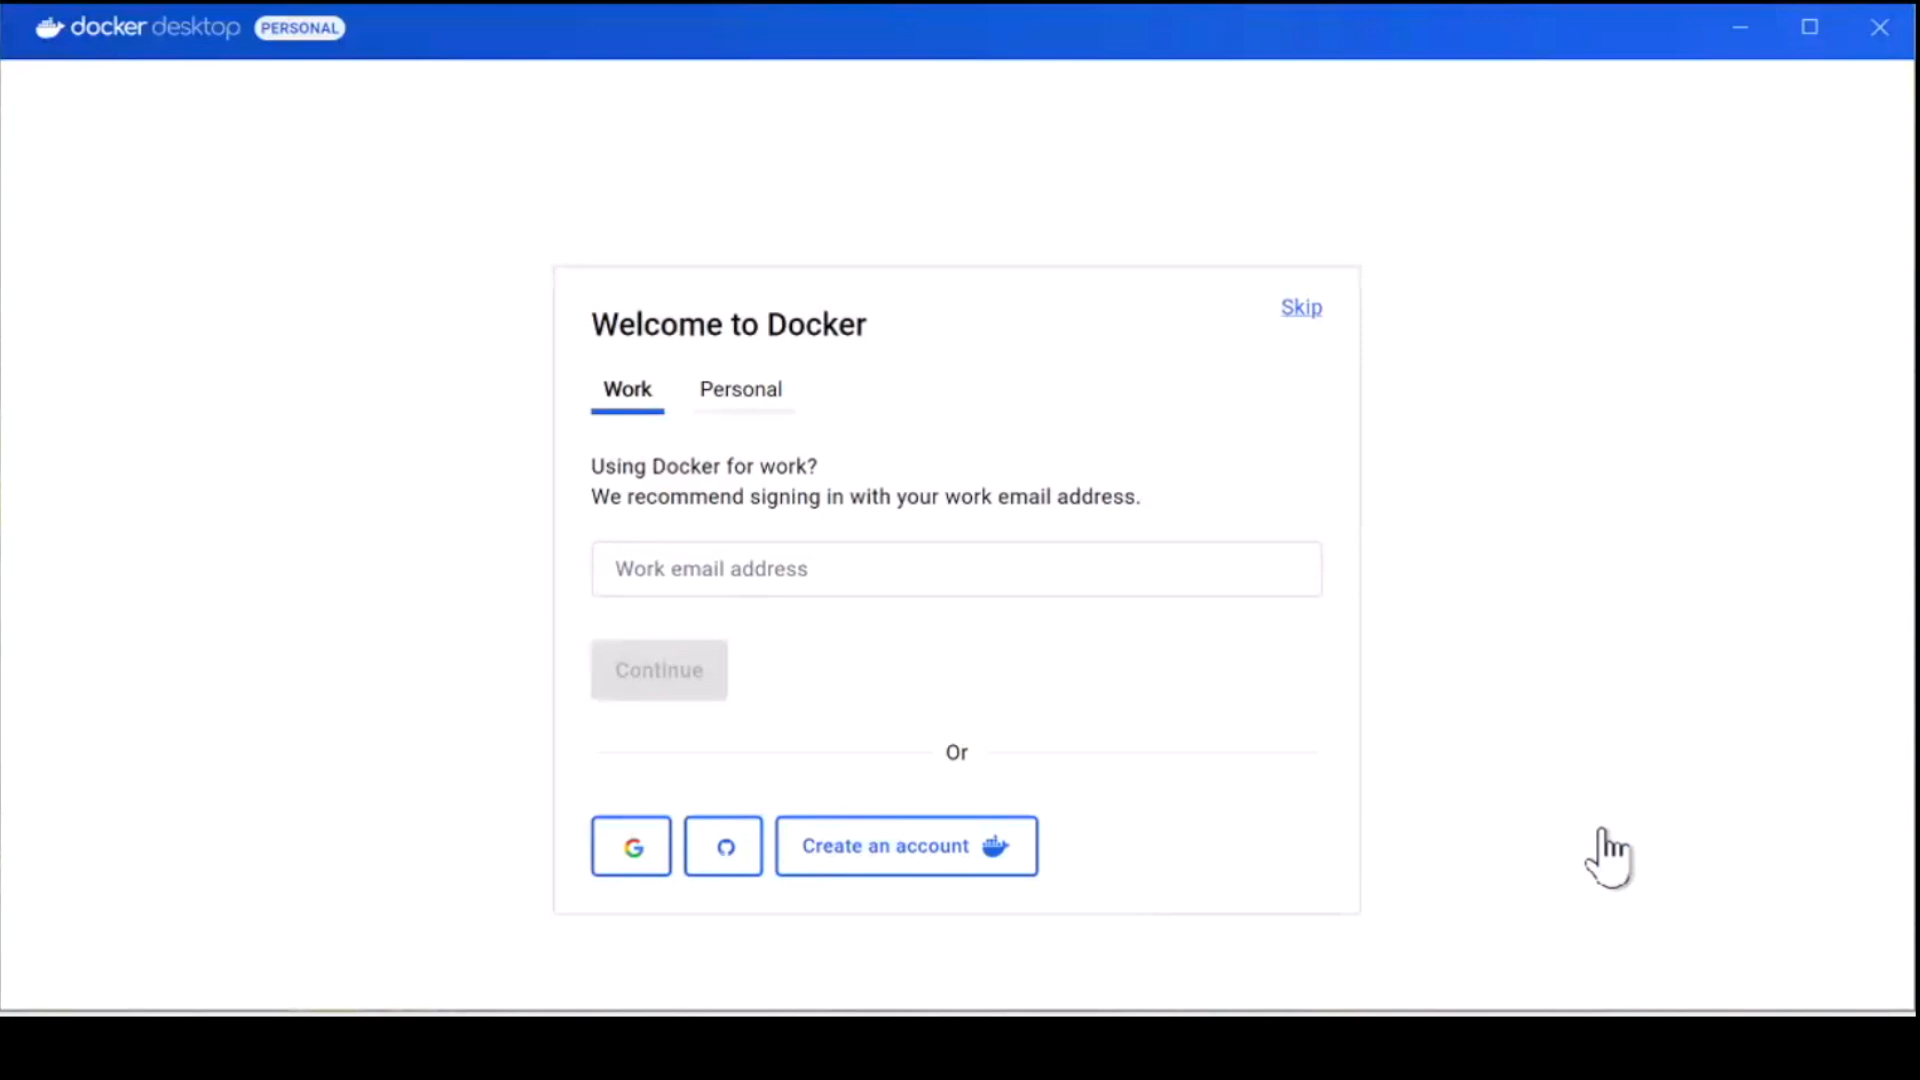 docker desktop PERSONAL
Skip
Welcome to Docker
Work Personal
Using Docker for work?
We recommend signing in with your work email address.
Work email address
Continue
Or
Create an account